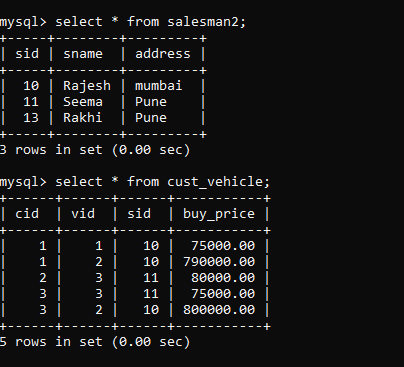 mysql> select * from salesman2;
+-----+--------+---------+
| sid | sname  | address |
+-----+--------+---------+
|  10 | Rajesh | mumbai  |
|  11 | Seema  | Pune    |
|  13 | Rakhi  | Pune    |
+-----+--------+---------+
3 rows in set (0.00 sec)

mysql> select * from cust_vehicle;
+------+------+------+-----------+
| cid  | vid  | sid  | buy_price |
+------+------+------+-----------+
|    1 |    1 |   10 |  75000.00 |
|    1 |    2 |   10 | 790000.00 |
|    2 |    3 |   11 |  80000.00 |
|    3 |    3 |   11 |  75000.00 |
|    3 |    2 |   10 | 800000.00 |
+------+------+------+-----------+
5 rows in set (0.00 sec)